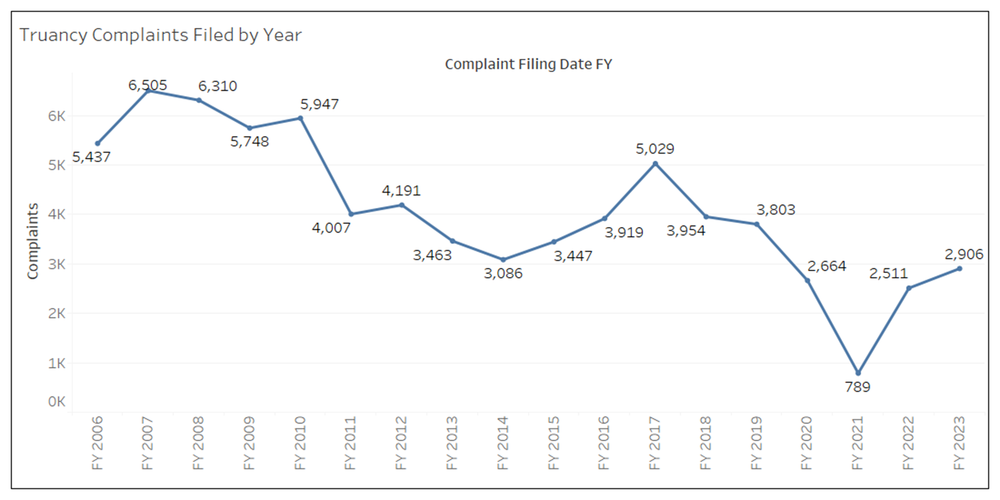 Truancy Complaints Filed by Year
Complaint Filing Date FY
6,505
6,310
5,947
6K
5,748
5,437
5K
5,029
4,191
4K
4,007
3,803
3,919
3,954
Complaints
3,463
3,447
3,086
3K
2,664
2,511
2,906
2K
1K
789
0K
FY 2006
FY 2007
FY 2008
FY 2009
FY 2010
FY 2011
FY 2012
FY 2013
FY 2014
FY 2015
FY 2016
FY 2017
FY 2018
FY 2019
FY 2020
FY 2021
FY 2022
FY 2023